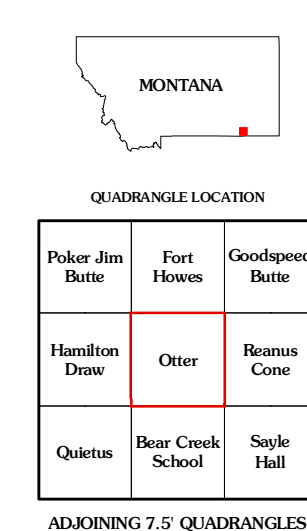 MONTANA
QUADRANGLE LOCATION
Poker Jim Butte
Fort Howes
Goodspeed Butte
Hamilton Draw
Otter
Reanus Cone
Quietus
Bear Creek School
Sayle Hall
ADJOINING 7.5' QUADRANGLES